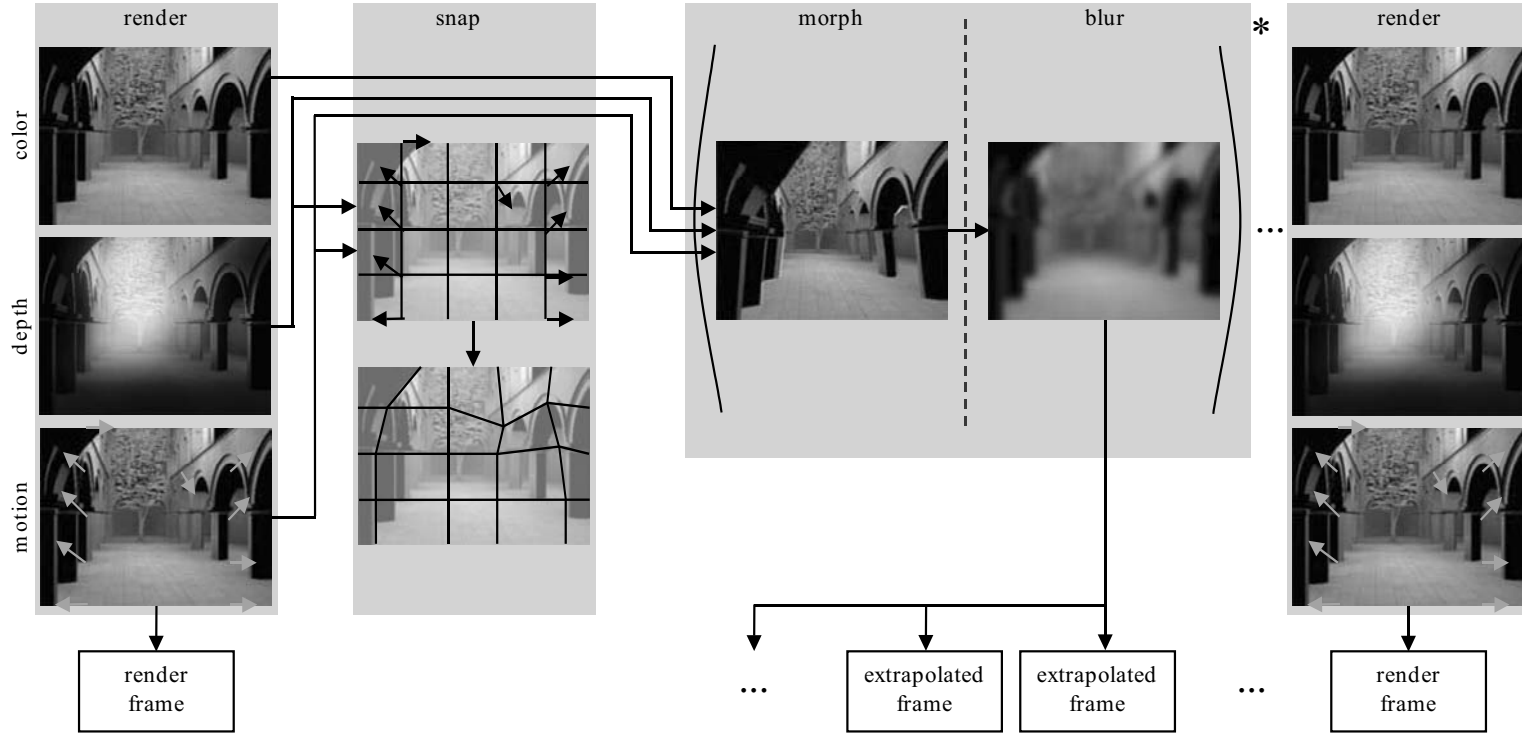 render
snap
morph
blur
*
render
color
depth
motion
...
render
frame
...
extrapolated
frame
extrapolated
frame
...
render
frame